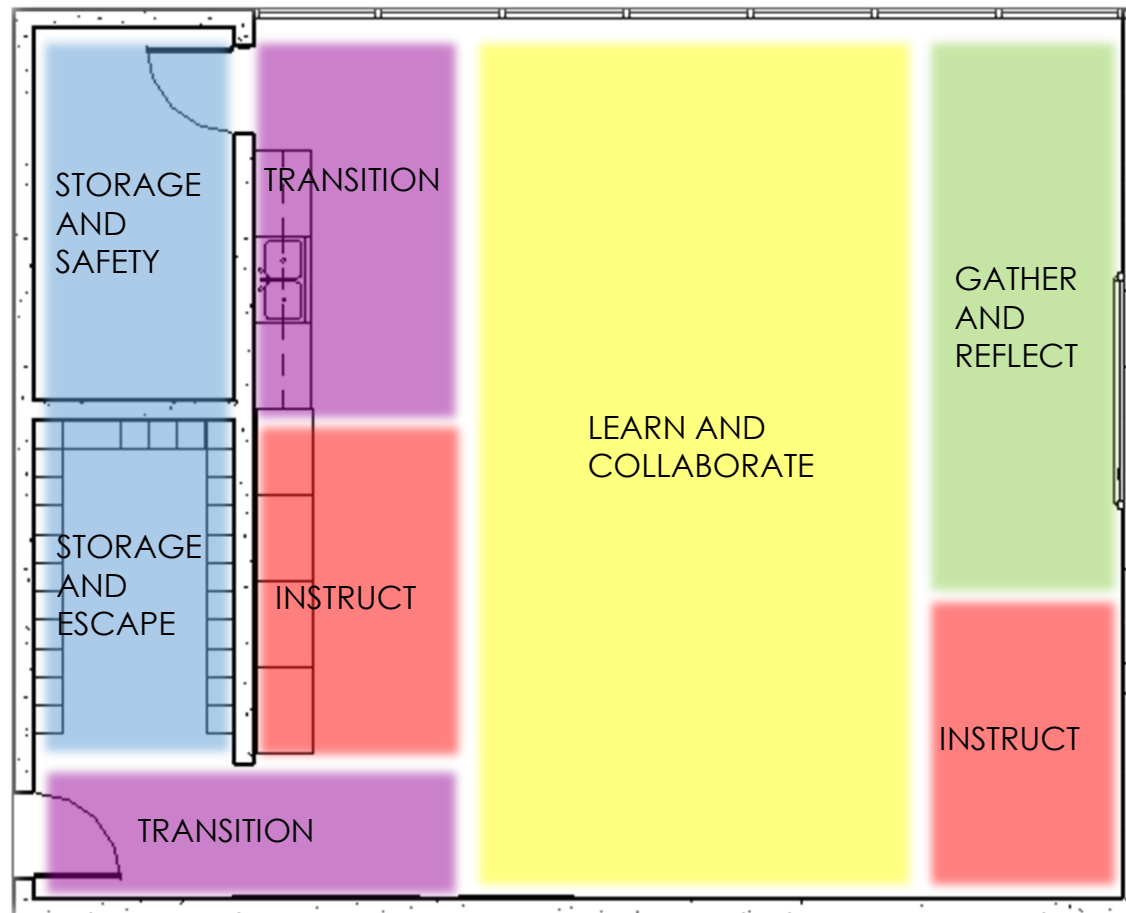 STORAGE
AND
SAFETY
TRANSITION
GATHER
AND
REFLECT
LEARN AND
COLLABORATE
STORAGE
AND
ESCAPE
INSTRUCT
INSTRUCT
TRANSITION